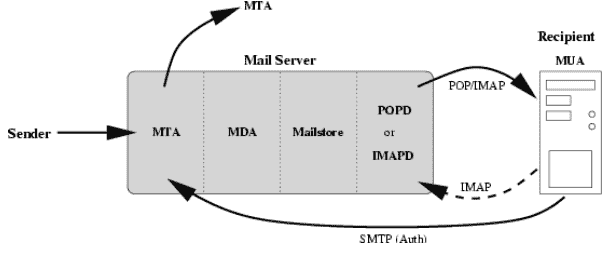 MTA
Recipient
MUA
Mail Server
POP/IMAP
Sender
MTA
MDA
Mailstore
POPD
or
IMAPD
IMAP
SMTP (Auth)